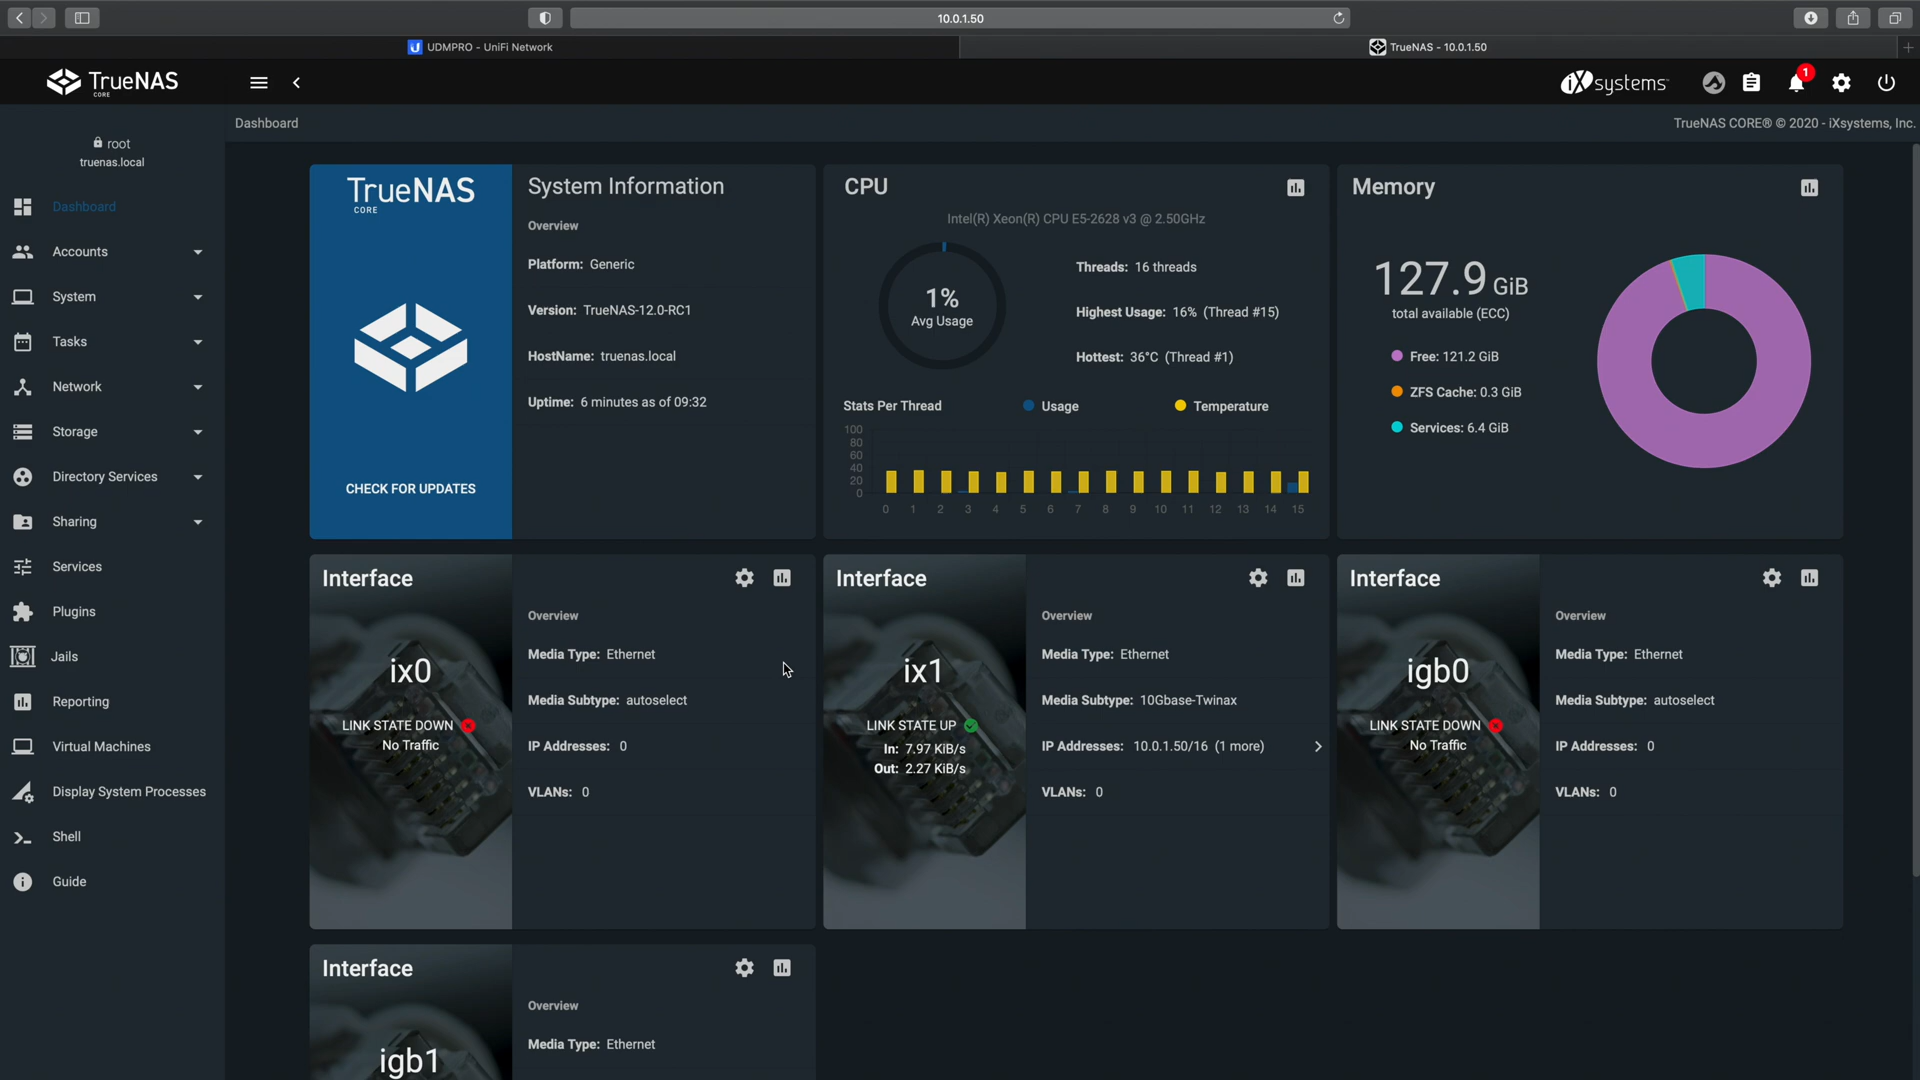 10.0.1.50
UDMPRO - UniFi Network
TrueNAS - 10.0.1.50
TrueNAS
CORE
iXsystems™
1
root
truenas.local
Dashboard
TrueNAS CORE® © 2020 - iXsystems, Inc.
Dashboard
Accounts
System
Tasks
Network
Storage
Directory Services
Sharing
Services
Plugins
Jails
Reporting
Virtual Machines
Display System Processes
Shell
Guide
TrueNAS
CORE
CHECK FOR UPDATES
System Information
Overview
Platform: Generic
Version: TrueNAS-12.0-RC1
HostName: truenas.local
Uptime: 6 minutes as of 09:32
CPU
Intel(R) Xeon(R) CPU E5-2628 v3 @ 2.50GHz
1%
Avg Usage
Threads: 16 threads
Highest Usage: 16% (Thread #15)
Hottest: 36°C (Thread #1)
Stats Per Thread
Usage
Temperature
100
80
60
40
20
0
0 1 2 3 4 5 6 7 8 9 10 11 12 13 14 15
Memory
127.9 GiB
total available (ECC)
Free: 121.2 GiB
ZFS Cache: 0.3 GiB
Services: 6.4 GiB
Interface
ix0
LINK STATE DOWN
No Traffic
Overview
Media Type: Ethernet
Media Subtype: autoselect
IP Addresses: 0
VLANs: 0
Interface
ix1
LINK STATE UP
In: 7.97 KiB/s
Out: 2.27 KiB/s
Overview
Media Type: Ethernet
Media Subtype: 10Gbase-Twinax
IP Addresses: 10.0.1.50/16 (1 more)
VLANs: 0
Interface
igb0
LINK STATE DOWN
No Traffic
Overview
Media Type: Ethernet
Media Subtype: autoselect
IP Addresses: 0
VLANs: 0
Interface
igb1
Overview
Media Type: Ethernet